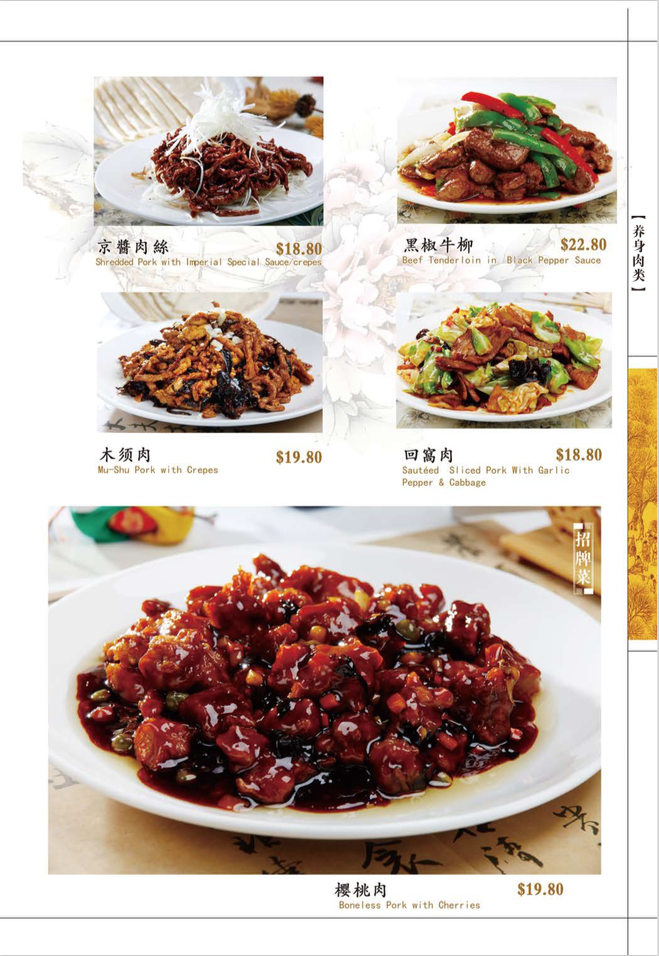 京醬肉絲 $18.80
Shredded Pork with Imperial Special Sauce/crepes
黑椒牛柳 $22.80
Beef Tenderloin in Black Pepper Sauce
【养身肉类】
木须肉 $19.80
Mu-Shu Pork with Crepes
回窩肉 $18.80
Sautéed Sliced Pork With Garlic
Pepper & Cabbage
招牌菜
櫻桃肉 $19.80
Boneless Pork with Cherries